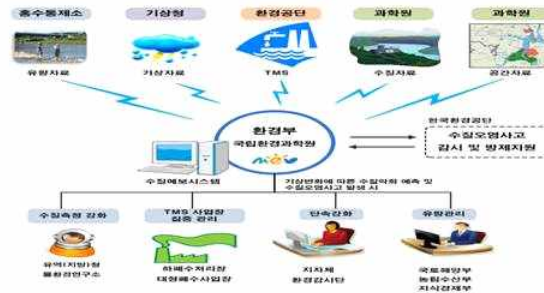 홍수통제소
기상청
환경공단
과학원
과학원
유량자료
기상자료
TMS
수질자료
공간자료
환경부
국립환경과학원
한국환경공단
수질오염사고
감시 및 방제지원
수질예보시스템
기상변화에 따른 수질악화 예측 및
수질오염사고 발생 시
수질측정 강화
TMS 사업장
집중 관리
단속강화
유량관리
유역(지방)청
물환경연구소
하폐수처리장
대형폐수사업장
지자체
환경감시단
국토해양부
농림수산부
지식경제부